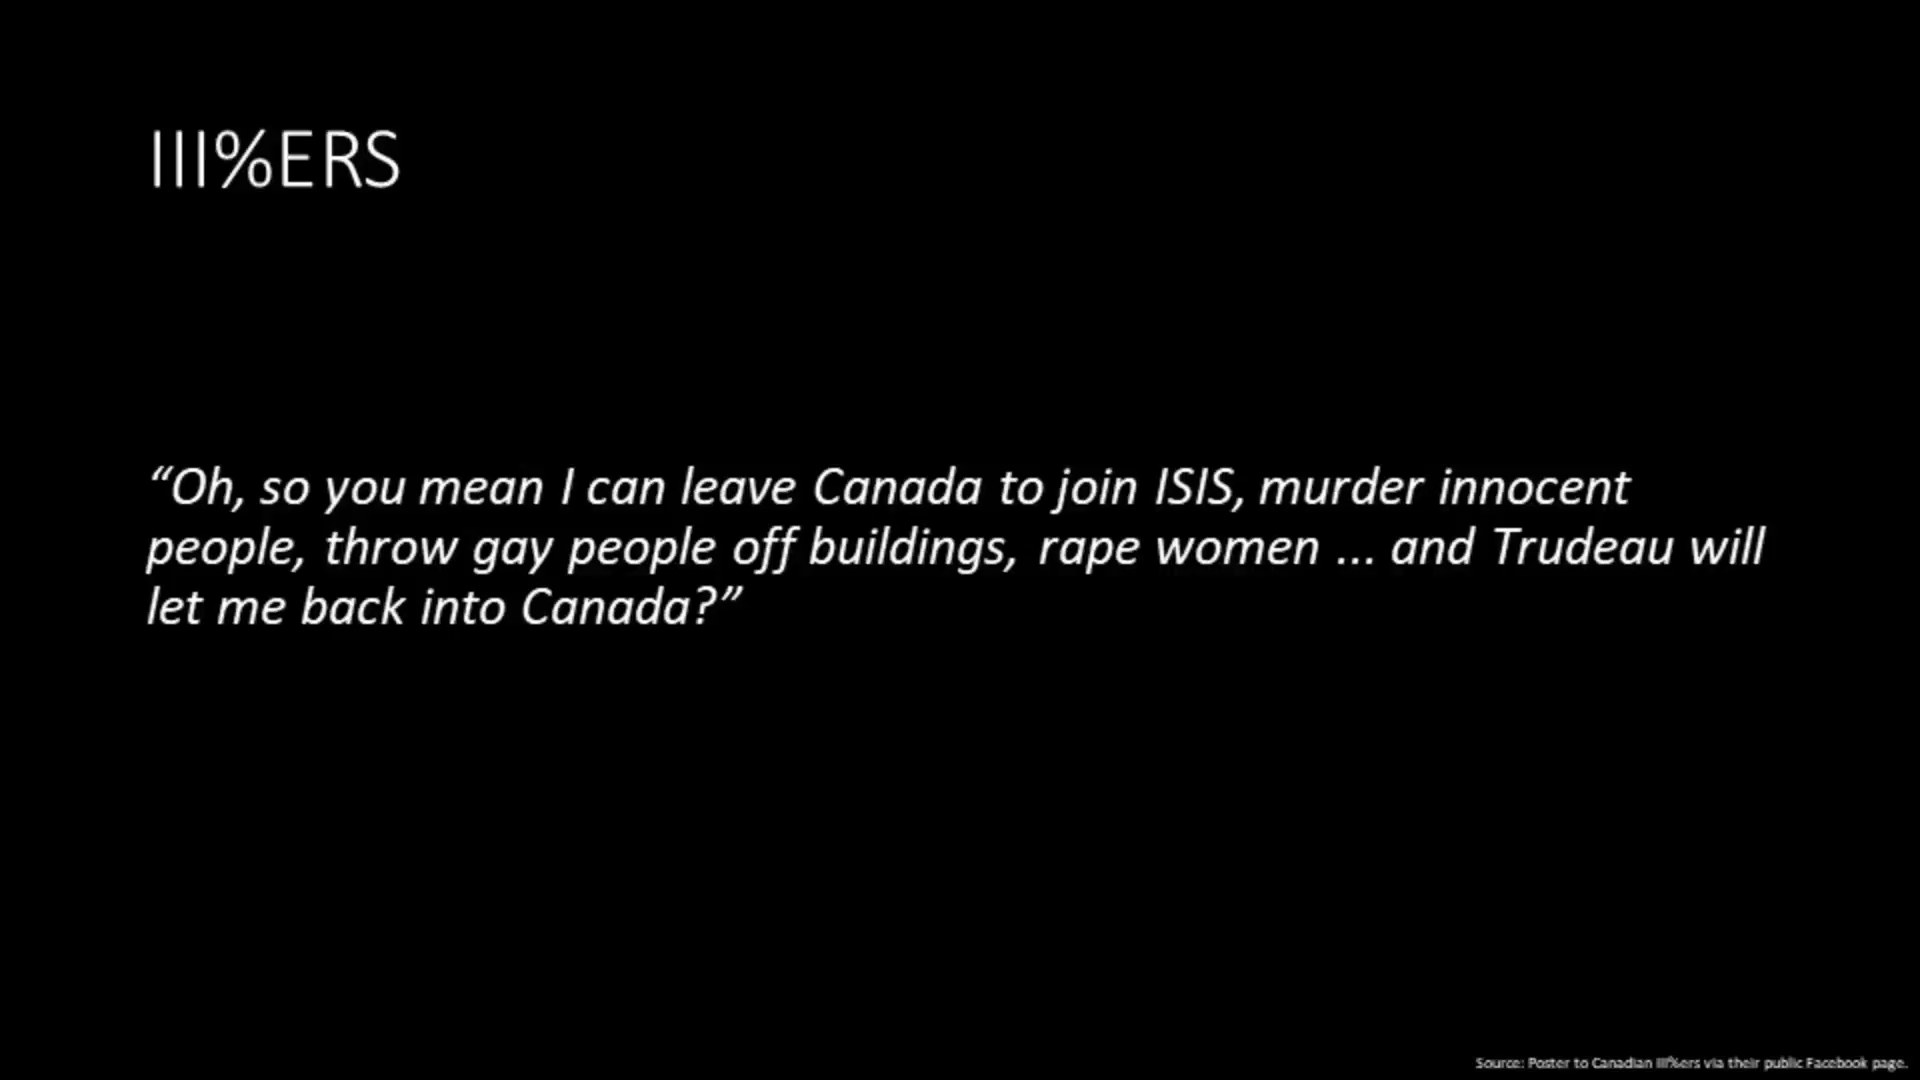 III%ERS
“Oh, so you mean I can leave Canada to join ISIS, murder innocent
people, throw gay people off buildings, rape women ... and Trudeau will
let me back into Canada?”
Source: Poster to Canadian III%ers via their public Facebook page.